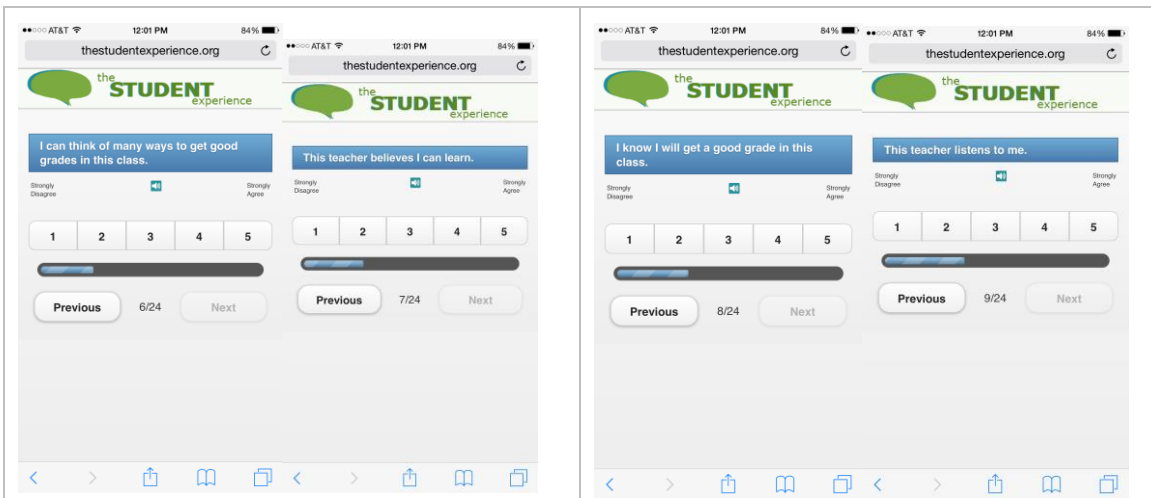 AT&T 12:01 PM 84%
thestudentexperience.org
the
STUDENT
experience
I can think of many ways to get good
grades in this class.
Strongly
Disagree
Strongly
Agree
1 2 3 4 5
Previous 6/24 Next
AT&T 12:01 PM 84%
thestudentexperience.org
the
STUDENT
experience
This teacher believes I can learn.
Strongly
Disagree
Strongly
Agree
1 2 3 4 5
Previous 7/24 Next
AT&T 12:01 PM 84%
thestudentexperience.org
the
STUDENT
experience
I know I will get a good grade in this
class.
Strongly
Disagree
Strongly
Agree
1 2 3 4 5
Previous 8/24 Next
AT&T 12:01 PM 84%
thestudentexperience.org
the
STUDENT
experience
This teacher listens to me.
Strongly
Disagree
Strongly
Agree
1 2 3 4 5
Previous 9/24 Next